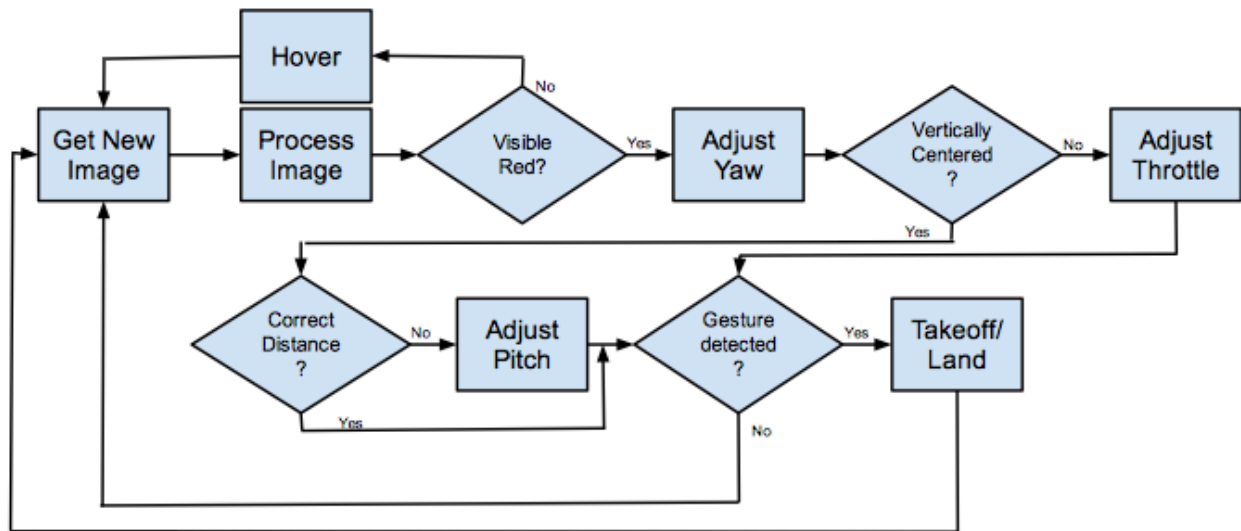 Hover
No
Get New
Image
Process
Image
Visible
Red?
Yes
Adjust
Yaw
Vertically
Centered
?
No
Adjust
Throttle
Yes
Correct
Distance
?
No
Adjust
Pitch
Yes
Gesture
detected
?
Yes
Takeoff/
Land
No